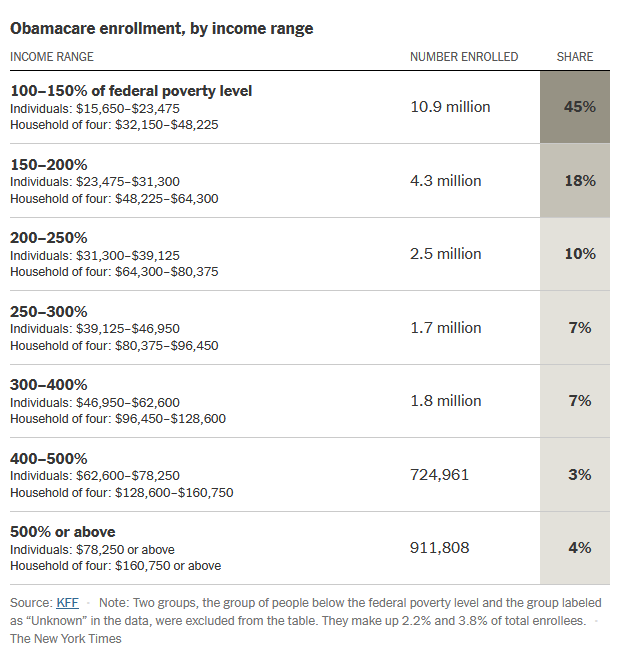 Obamacare enrollment, by income range
INCOME RANGE NUMBER ENROLLED SHARE
100–150% of federal poverty level
Individuals: $15,650–$23,475
Household of four: $32,150–$48,225
10.9 million 45%
150–200%
Individuals: $23,475–$31,300
Household of four: $48,225–$64,300
4.3 million 18%
200–250%
Individuals: $31,300–$39,125
Household of four: $64,300–$80,375
2.5 million 10%
250–300%
Individuals: $39,125–$46,950
Household of four: $80,375–$96,450
1.7 million 7%
300–400%
Individuals: $46,950–$62,600
Household of four: $96,450–$128,600
1.8 million 7%
400–500%
Individuals: $62,600–$78,250
Household of four: $128,600–$160,750
724,961 3%
500% or above
Individuals: $78,250 or above
Household of four: $160,750 or above
911,808 4%
Source: KFF · Note: Two groups, the group of people below the federal poverty level and the group labeled
as “Unknown” in the data, were excluded from the table. They make up 2.2% and 3.8% of total enrollees. ·
The New York Times